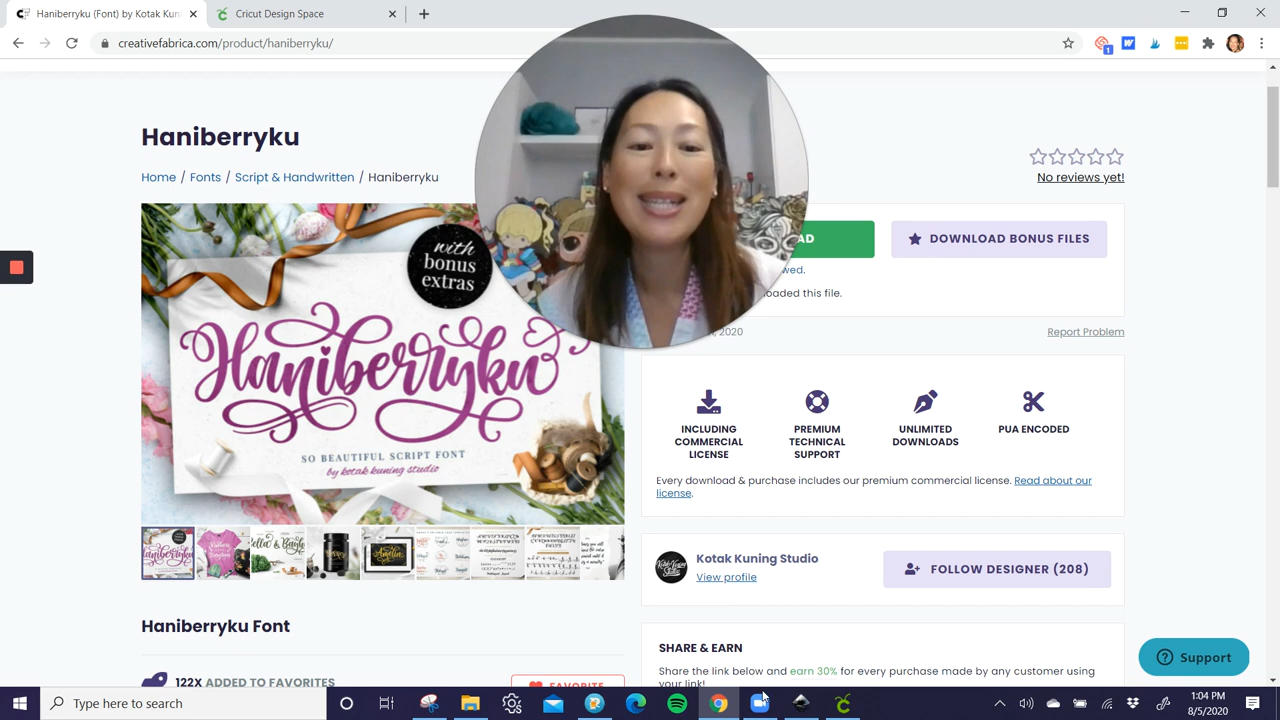 Haniberryku (Font) by Kotak Kun
Cricut Design Space
creativefabrica.com/product/haniberryku/
1
Haniberryku
Home / Fonts / Script & Handwritten / Haniberryku
No reviews yet!
DOWNLOAD BONUS FILES
with
bonus
extras
Haniberryku
SO BEAUTIFUL SCRIPT FONT
by kotak kuning studio
loaded this file.
, 2020
Report Problem
INCLUDING
COMMERCIAL
LICENSE
PREMIUM
TECHNICAL
SUPPORT
UNLIMITED
DOWNLOADS
PUA ENCODED
Every download & purchase includes our premium commercial license. Read about our
license.
Kotak Kuning Studio
View profile
FOLLOW DESIGNER (208)
Haniberryku Font
122X ADDED TO FAVORITES
FAVORITE
SHARE & EARN
Share the link below and earn 30% for every purchase made by any customer using
your link!
Support
Type here to search
1:04 PM
8/5/2020